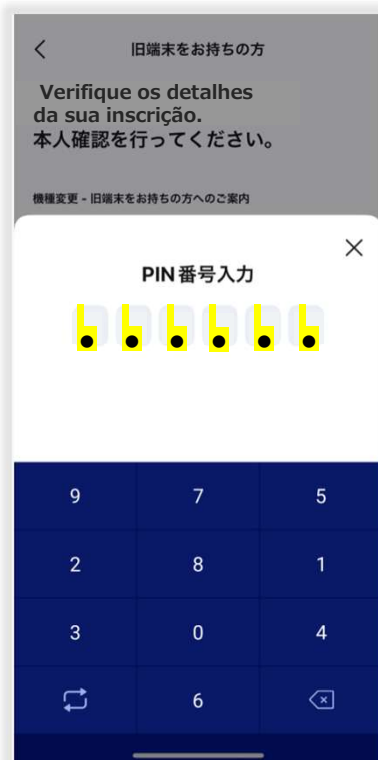 旧端末をお持ちの方
Verifique os detalhes
da sua inscrição.
本人確認を行ってください。
機種変更 - 旧端末をお持ちの方へのご案内
PIN番号入力
9 7 5
2 8 1
3 0 4
6